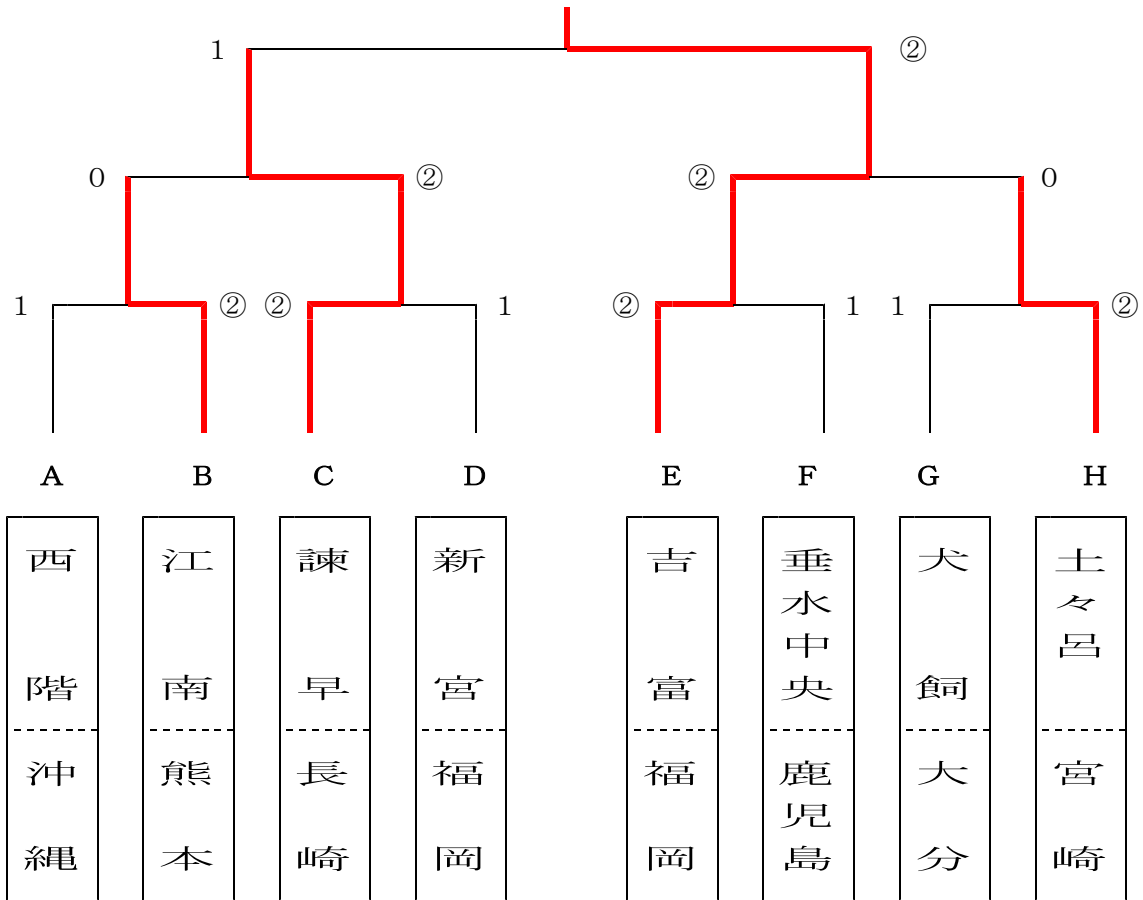 1 ②
0 ② ② 0
1 ② ② 1 ② 1 1 ②
A B C D E F G H
西階
沖縄
江南
熊本
諫早
長崎
新宮
福岡
吉富
福岡
垂水中央
鹿児島
犬飼
大分
土々呂
宮崎